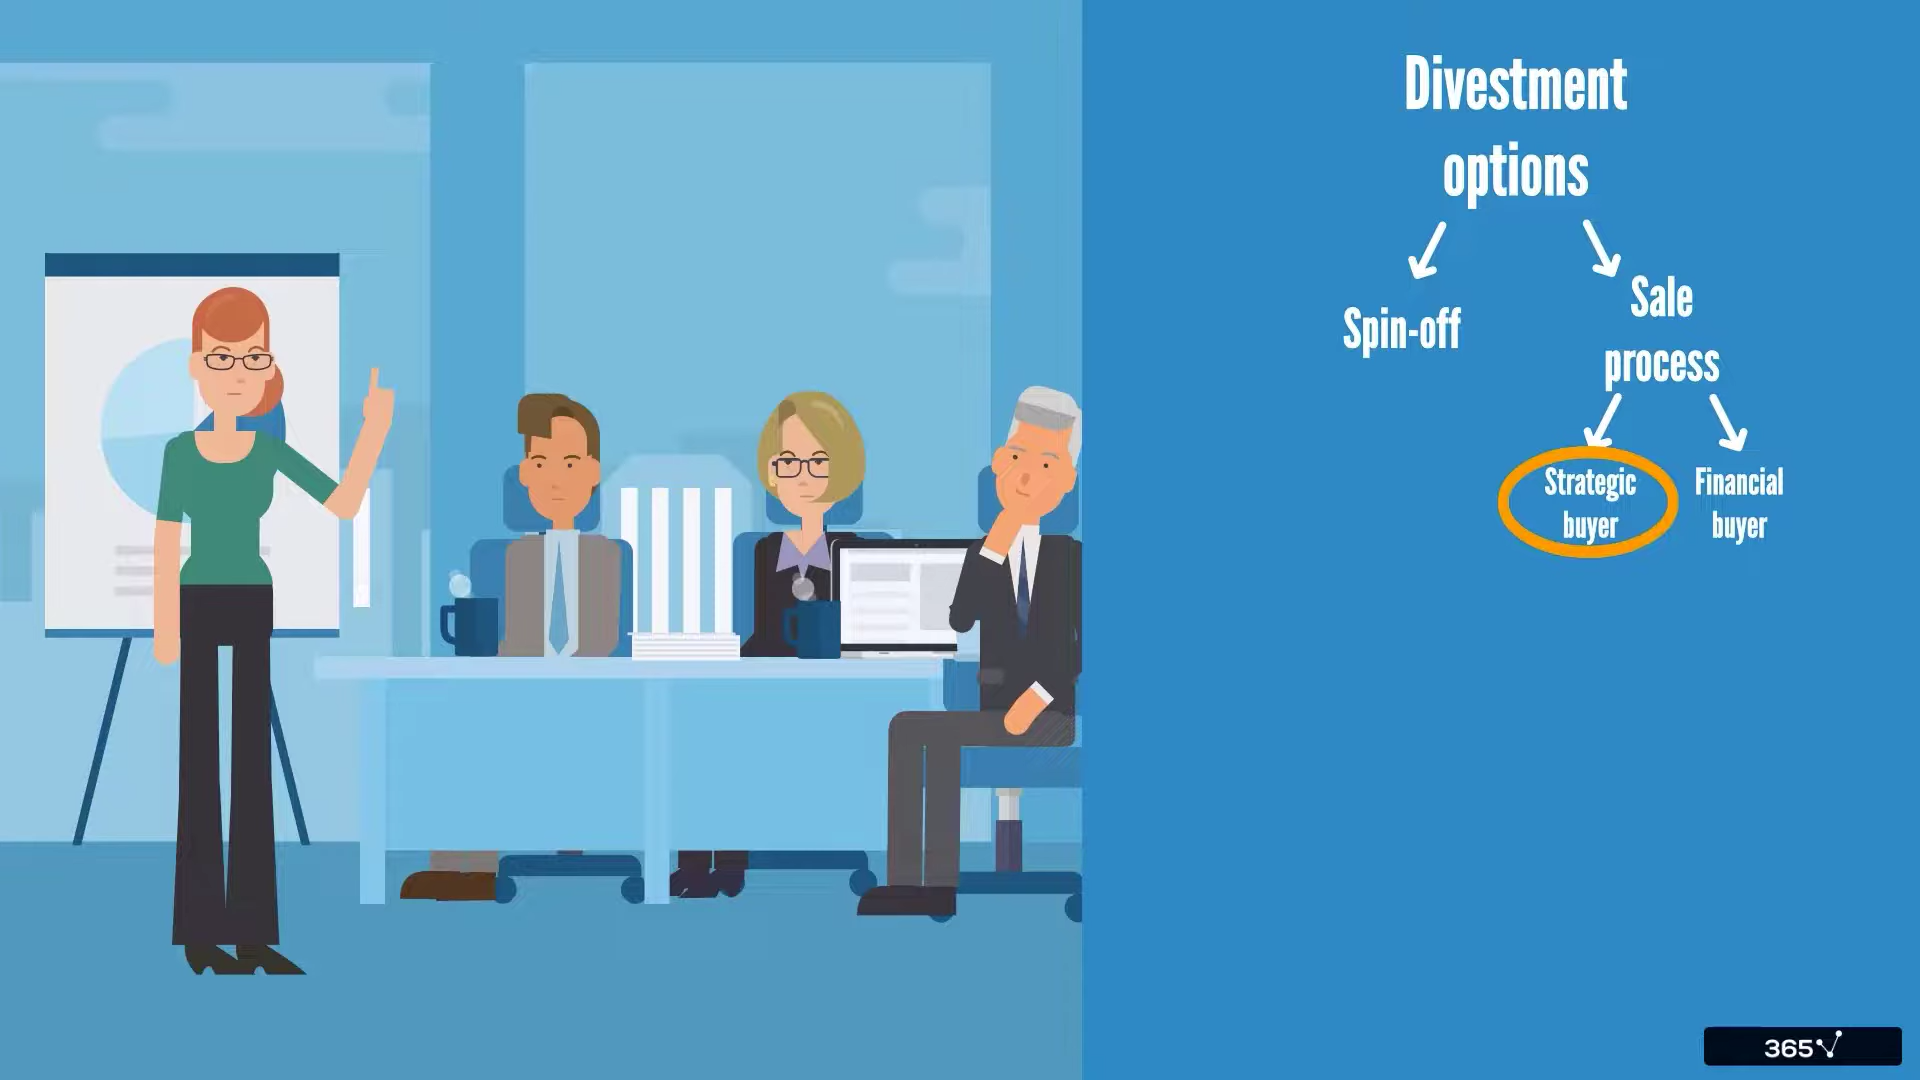 Divestment
options
Spin-off
Sale
process
Strategic
buyer
Financial
buyer
365